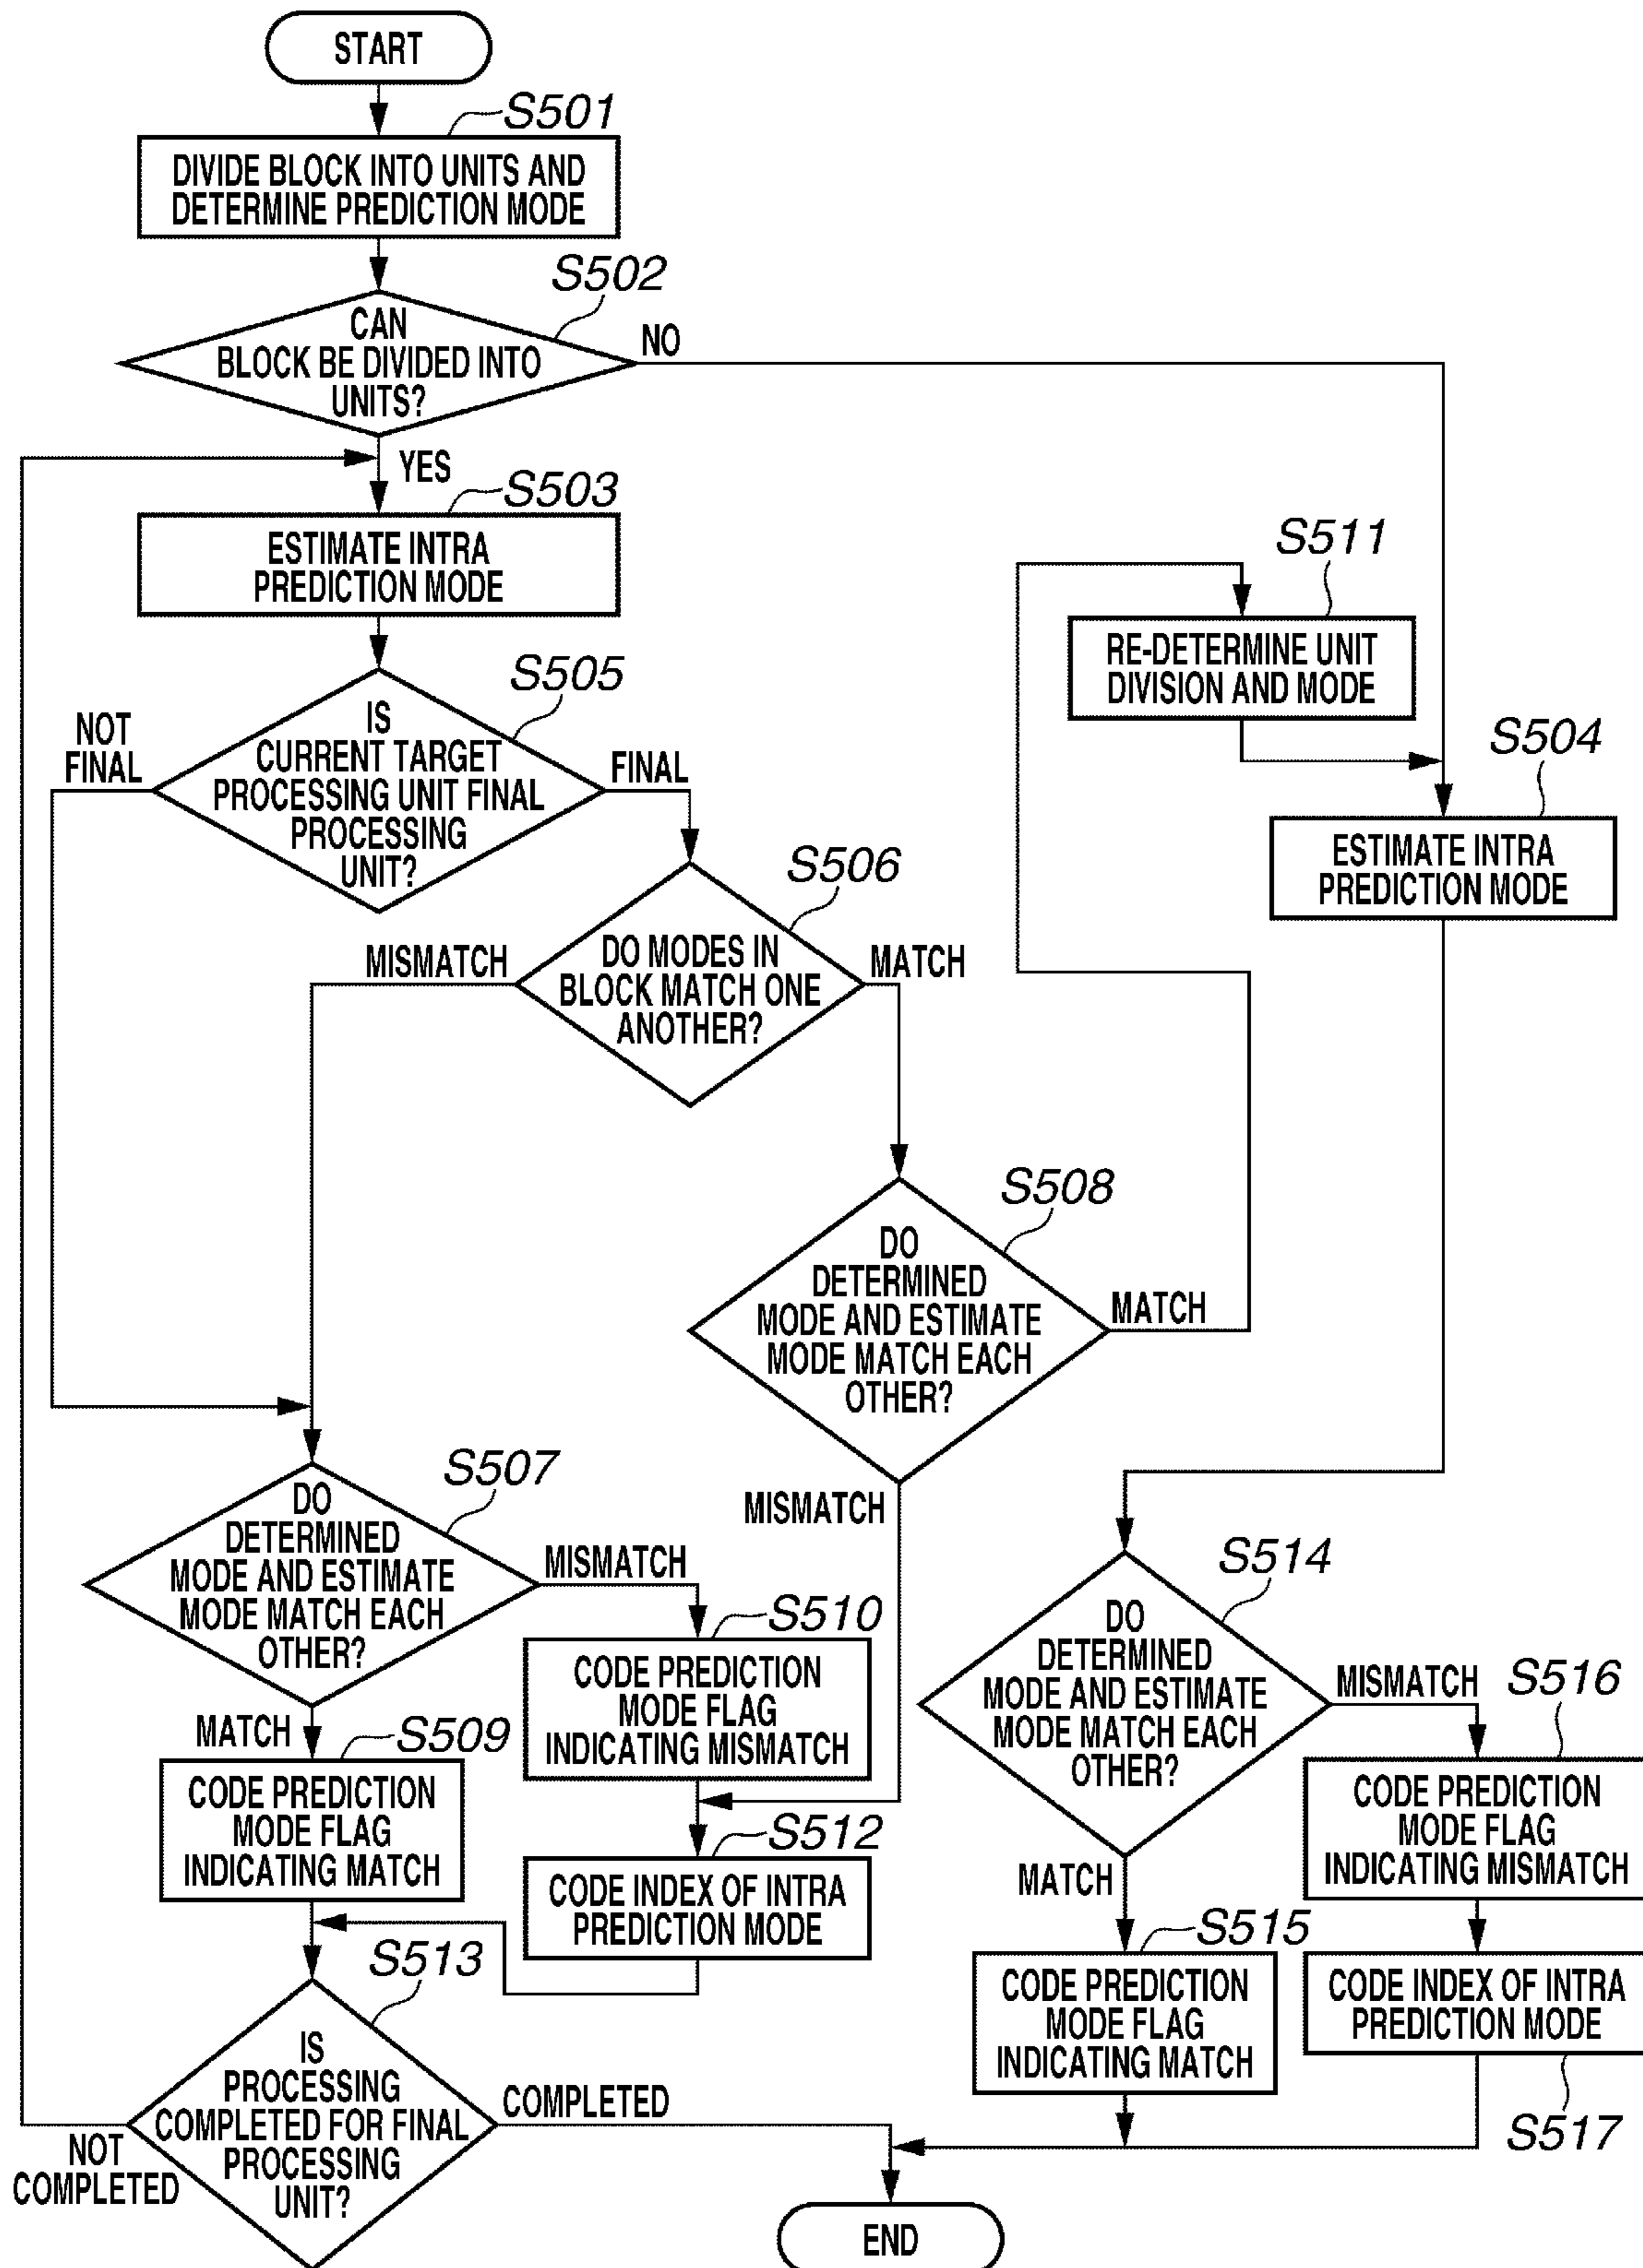 START
S501
DIVIDE BLOCK INTO UNITS AND
DETERMINE PREDICTION MODE
S502
CAN
BLOCK BE DIVIDED INTO
UNITS?
NO
YES
S503
ESTIMATE INTRA
PREDICTION MODE
S511
RE-DETERMINE UNIT
DIVISION AND MODE
S505
NOT
FINAL
IS
CURRENT TARGET
PROCESSING UNIT FINAL
PROCESSING
UNIT?
FINAL
S504
ESTIMATE INTRA
PREDICTION MODE
S506
MISMATCH
DO MODES IN
BLOCK MATCH ONE
ANOTHER?
MATCH
S508
DO
DETERMINED
MODE AND ESTIMATE
MODE MATCH EACH
OTHER?
MATCH
MISMATCH
S507
DO
DETERMINED
MODE AND ESTIMATE
MODE MATCH EACH
OTHER?
MISMATCH
MATCH
S510
CODE PREDICTION
MODE FLAG
INDICATING MISMATCH
S509
CODE PREDICTION
MODE FLAG
INDICATING MATCH
S512
CODE INDEX OF INTRA
PREDICTION MODE
S514
DO
DETERMINED
MODE AND ESTIMATE
MODE MATCH EACH
OTHER?
MISMATCH
MATCH
S516
CODE PREDICTION
MODE FLAG
INDICATING MISMATCH
S515
CODE PREDICTION
MODE FLAG
INDICATING MATCH
CODE INDEX OF INTRA
PREDICTION MODE
S517
S513
IS
PROCESSING
COMPLETED FOR FINAL
PROCESSING
UNIT?
COMPLETED
NOT
COMPLETED
END